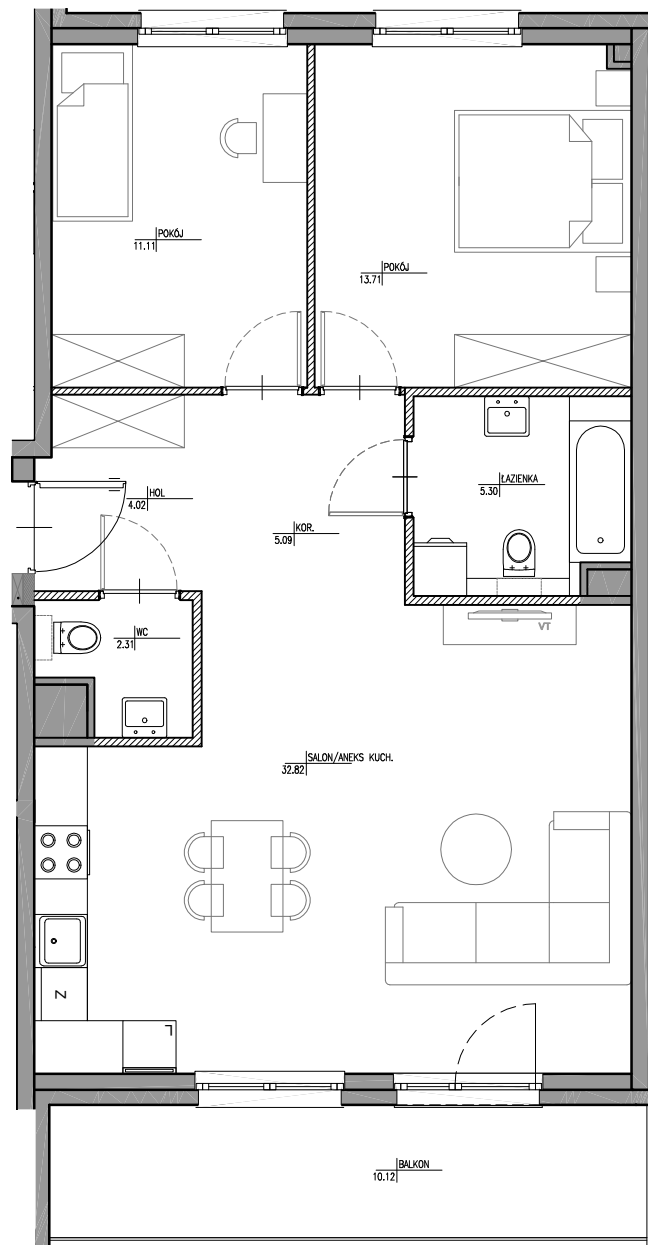 POKÓJ
11.11
POKÓJ
13.71
HOL
4.02
ŁAZIENKA
5.30
KOR.
5.09
WC
2.31
VT
SALON/ANEKS KUCH.
32.82
Z
BALKON
10.12